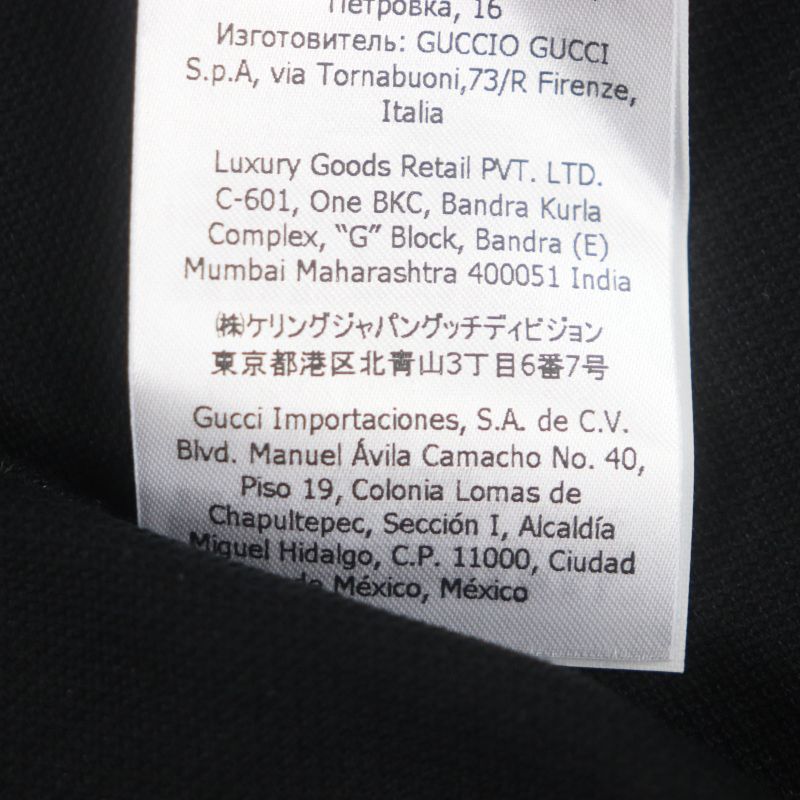 Петровка, 16
Изготовитель: GUCCIO GUCCI
S.p.A, via Tornabuoni,73/R Firenze,
Italia
Luxury Goods Retail PVT. LTD.
C-601, One BKC, Bandra Kurla
Complex, “G” Block, Bandra (E)
Mumbai Maharashtra 400051 India
㈱ケリングジャパングッチディビジョン
東京都港区北青山3丁目6番7号
Gucci Importaciones, S.A. de C.V.
Blvd. Manuel Ávila Camacho No. 40,
Piso 19, Colonia Lomas de
Chapultepec, Sección I, Alcaldía
Miguel Hidalgo, C.P. 11000, Ciudad
de México, México